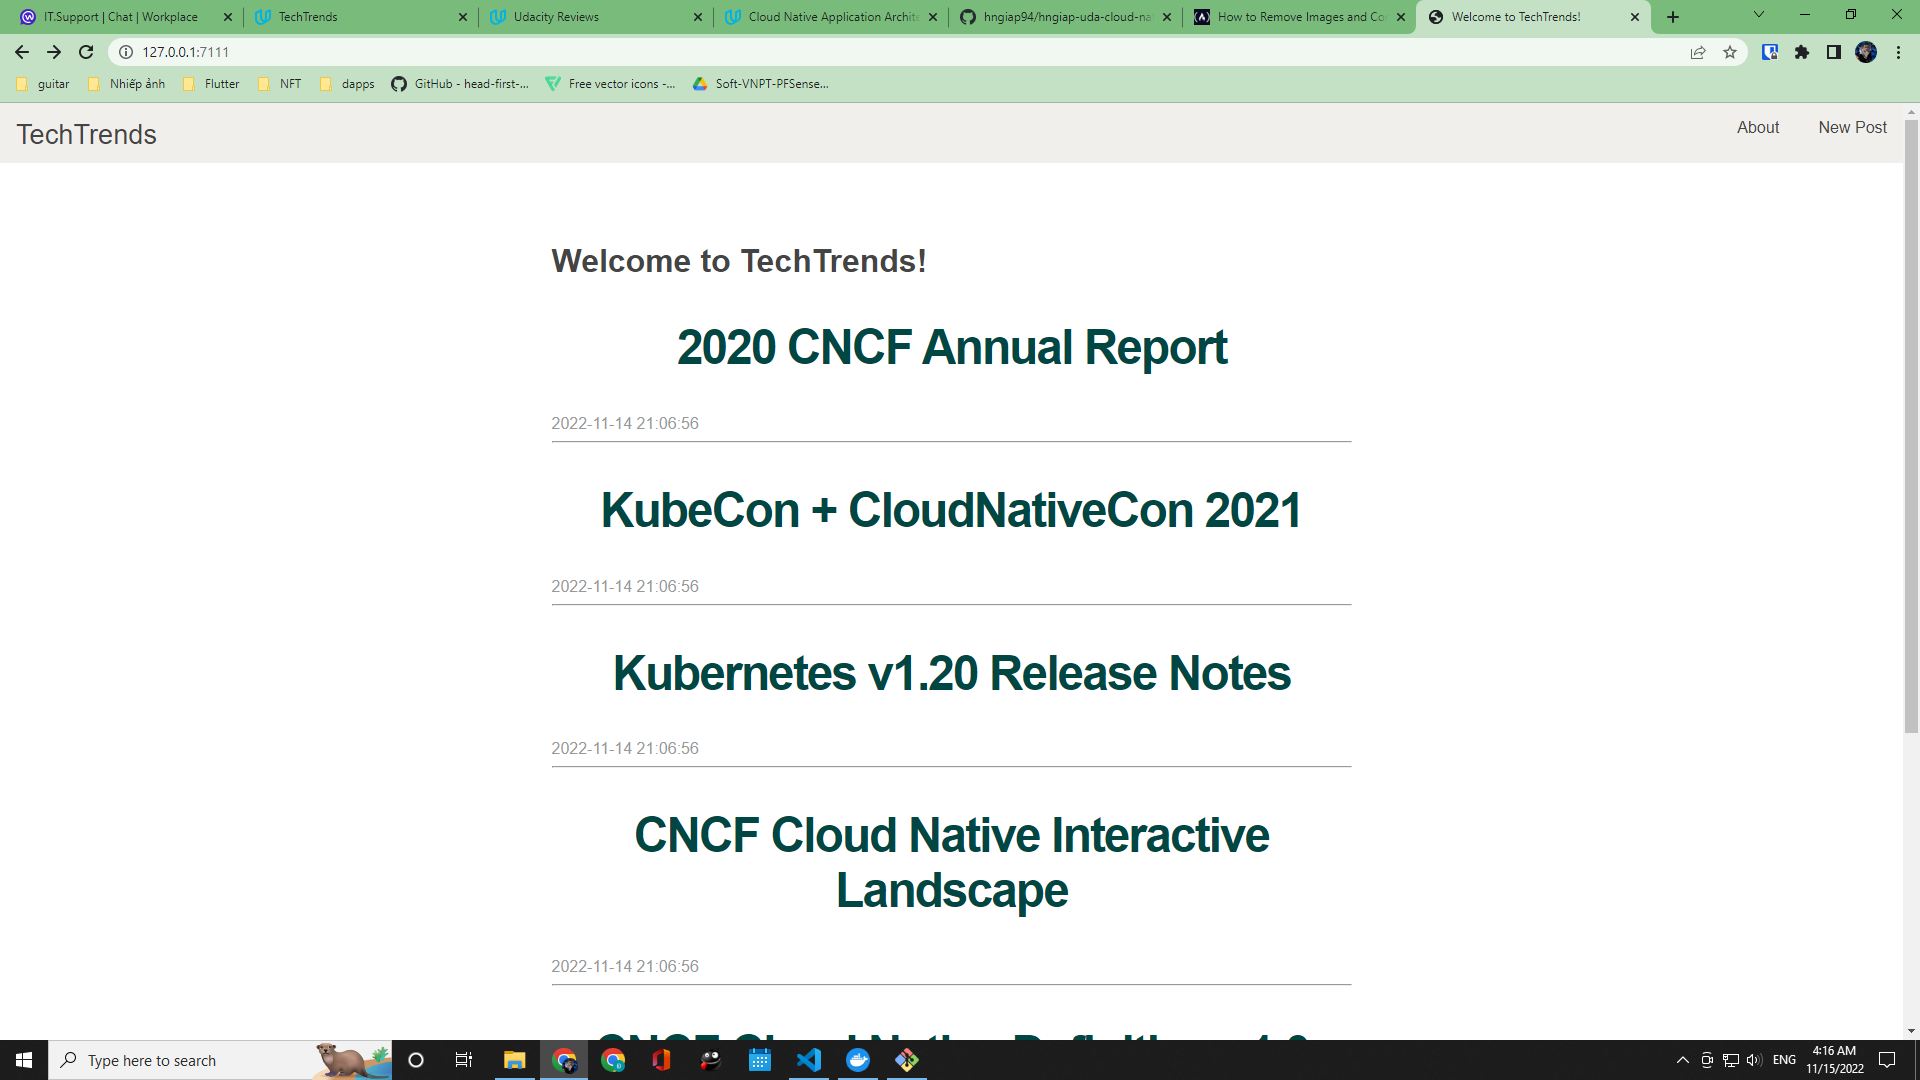 IT.Support | Chat | Workplace
TechTrends
Udacity Reviews
Cloud Native Application Archite
hngiap94/hngiap-uda-cloud-na
How to Remove Images and Co
Welcome to TechTrends!
127.0.0.1:7111
guitar
Nhiếp ảnh
Flutter
NFT
dapps
GitHub - head-first-...
Free vector icons -...
Soft-VNPT-PFSense...
TechTrends
About
New Post
Welcome to TechTrends!
2020 CNCF Annual Report
2022-11-14 21:06:56
KubeCon + CloudNativeCon 2021
2022-11-14 21:06:56
Kubernetes v1.20 Release Notes
2022-11-14 21:06:56
CNCF Cloud Native Interactive
Landscape
2022-11-14 21:06:56
Type here to search
ENG
4:16 AM
11/15/2022